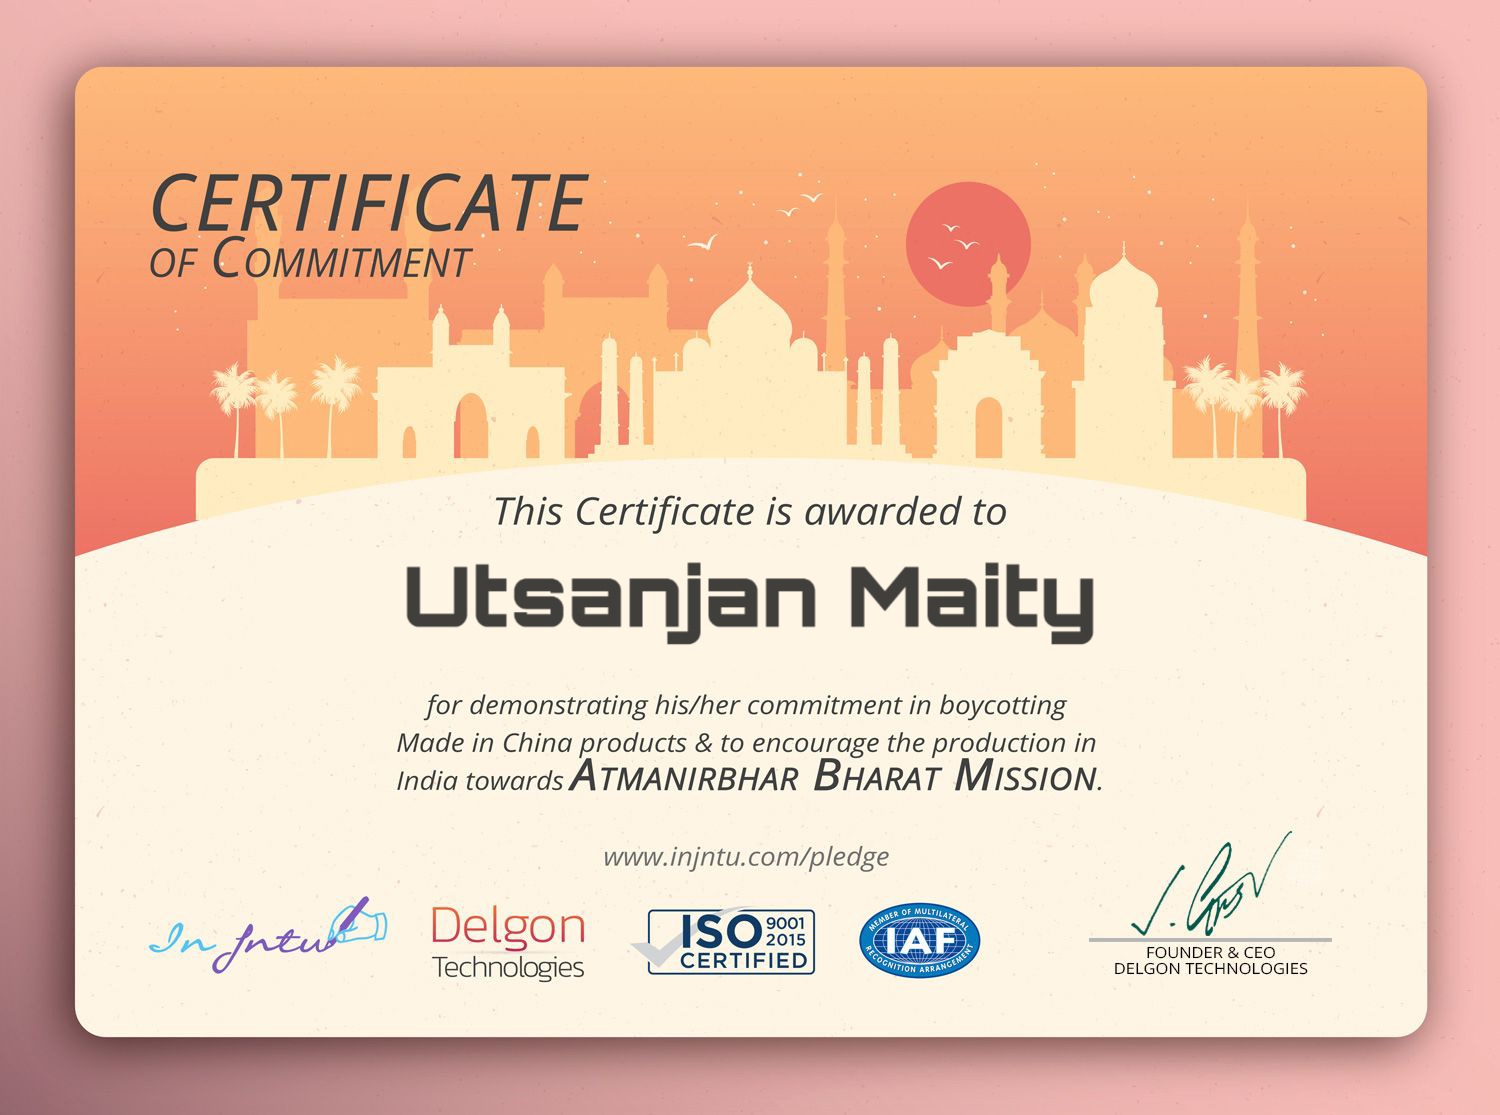 CERTIFICATE
OF COMMITMENT
This Certificate is awarded to
Utsanjan Maity
for demonstrating his/her commitment in boycotting
Made in China products & to encourage the production in
India towards ATMANIRBHAR BHARAT MISSION.
www.injntu.com/pledge
In Jntu
Delgon
Technologies
ISO 9001 2015
CERTIFIED
MEMBER OF MULTILATERAL
IAF
RECOGNITION ARRANGEMENT
FOUNDER & CEO
DELGON TECHNOLOGIES